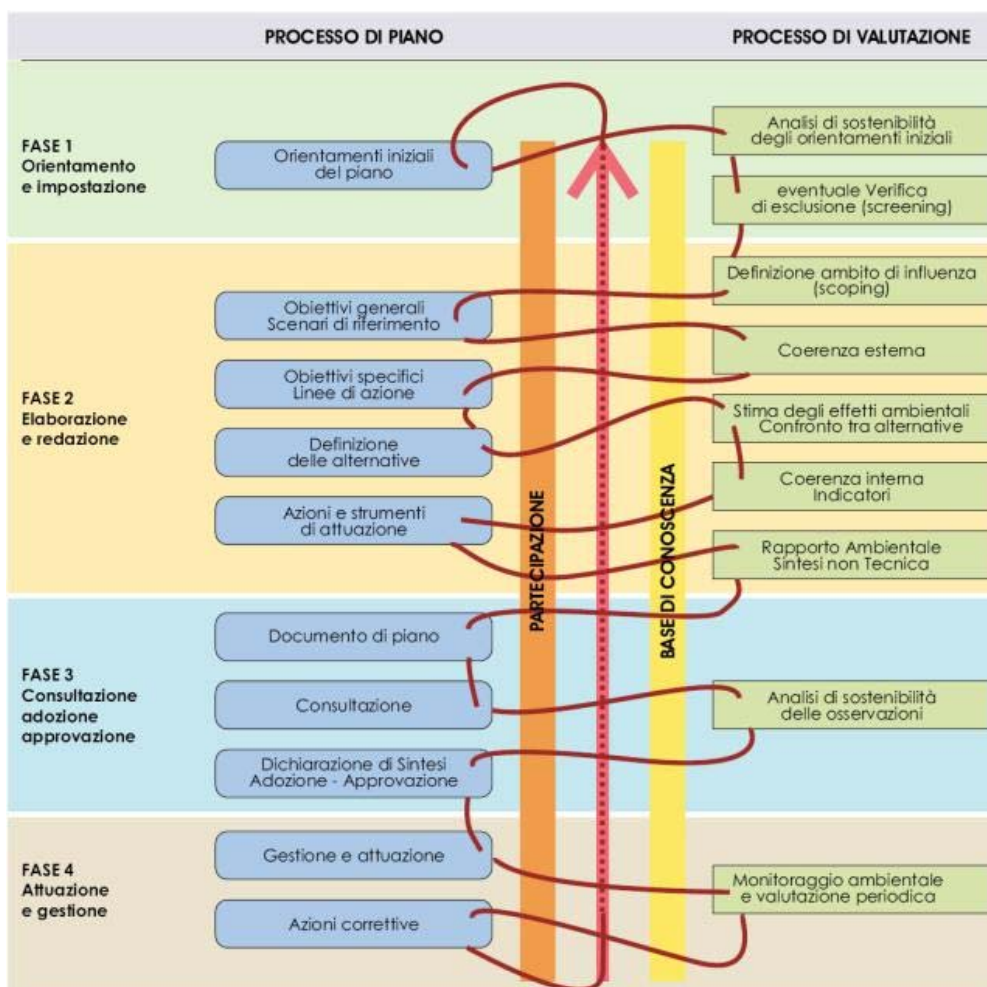 PROCESSO DI PIANO
PROCESSO DI VALUTAZIONE
FASE 1
Orientamento
e impostazione
Orientamenti iniziali
del piano
Analisi di sostenibilità
degli orientamenti iniziali
eventuale Verifica
di esclusione (screening)
FASE 2
Elaborazione
e redazione
Obiettivi generali
Scenari di riferimento
Obiettivi specifici
Linee di azione
Definizione
delle alternative
Azioni e strumenti
di attuazione
Definizione ambito di influenza
(scoping)
Coerenza esterna
Stima degli effetti ambientali
Confronto tra alternative
Coerenza interna
Indicatori
Rapporto Ambientale
Sintesi non Tecnica
PARTECIPAZIONE
BASE DI CONOSCENZA
FASE 3
Consultazione
adozione
approvazione
Documento di piano
Consultazione
Dichiarazione di Sintesi
Adozione - Approvazione
Analisi di sostenibilità
delle osservazioni
FASE 4
Attuazione
e gestione
Gestione e attuazione
Azioni correttive
Monitoraggio ambientale
e valutazione periodica